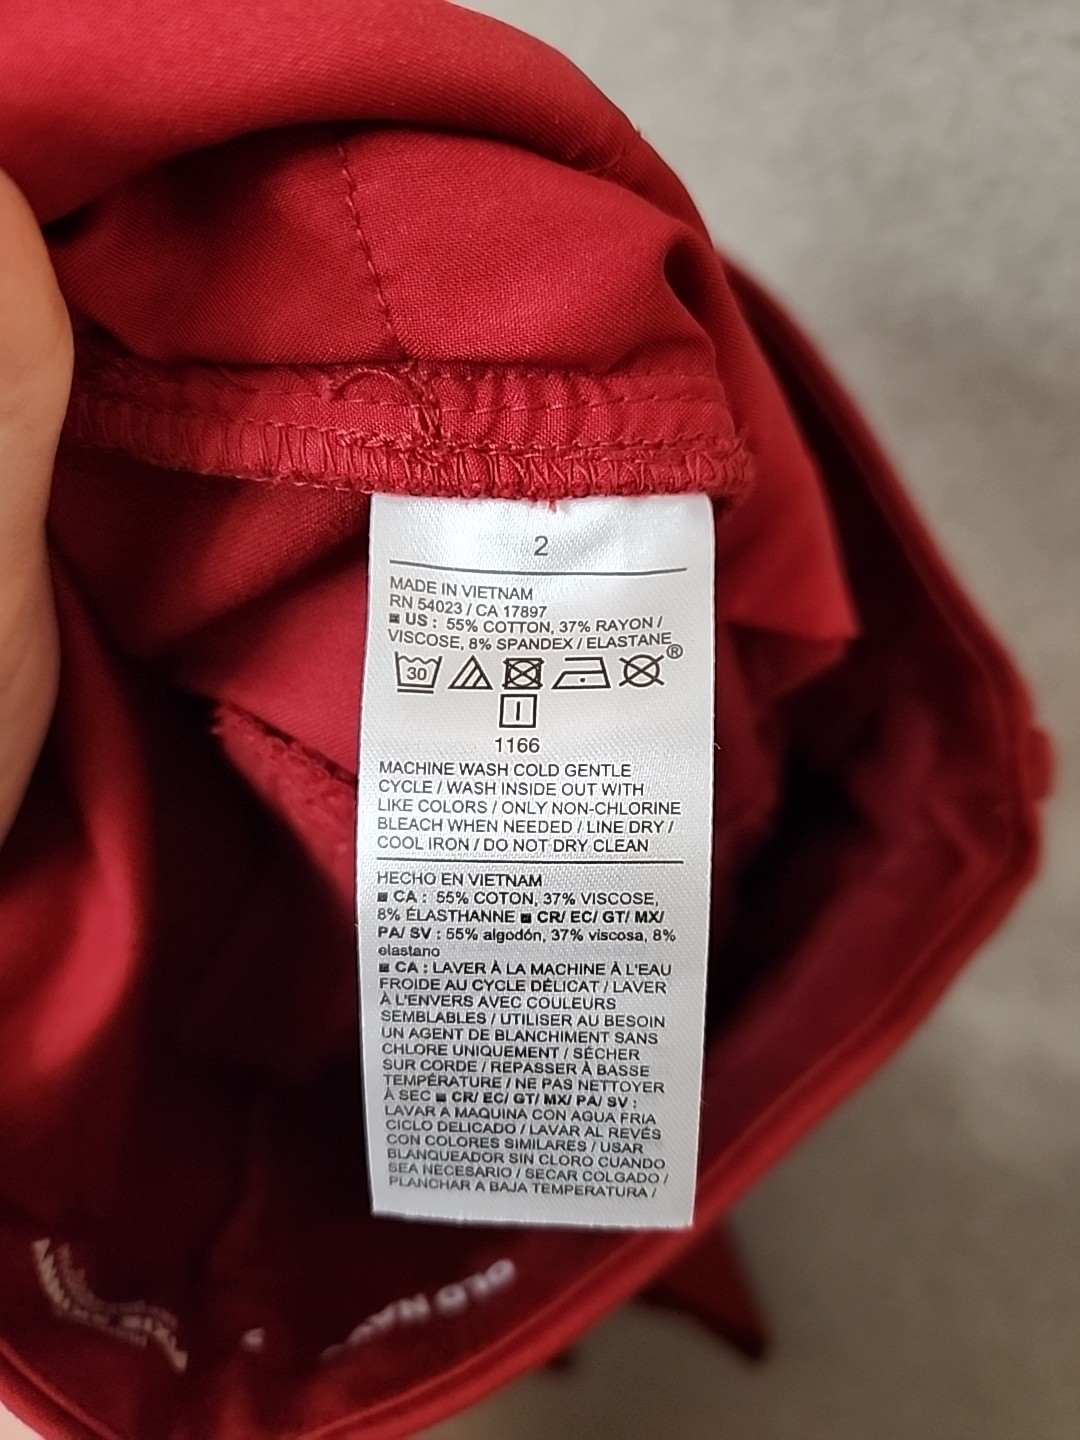 2
MADE IN VIETNAM
RN 54023 / CA 17897
■ US : 55% COTTON, 37% RAYON /
VISCOSE, 8% SPANDEX / ELASTANE
®
30
1166
MACHINE WASH COLD GENTLE
CYCLE / WASH INSIDE OUT WITH
LIKE COLORS / ONLY NON-CHLORINE
BLEACH WHEN NEEDED / LINE DRY /
COOL IRON / DO NOT DRY CLEAN
HECHO EN VIETNAM
■ CA : 55% COTON, 37% VISCOSE,
8% ÉLASTHANNE ■ CR/ EC/ GT/ MX/
PA/ SV : 55% algodón, 37% viscosa, 8%
elastano
■ CA : LAVER À LA MACHINE À L'EAU
FROIDE AU CYCLE DÉLICAT / LAVER
À L'ENVERS AVEC COULEURS
SEMBLABLES / UTILISER AU BESOIN
UN AGENT DE BLANCHIMENT SANS
CHLORE UNIQUEMENT / SÉCHER
SUR CORDE / REPASSER À BASSE
TEMPÉRATURE / NE PAS NETTOYER
À SEC ■ CR/ EC/ GT/ MX/ PA/ SV :
LAVAR A MAQUINA CON AGUA FRIA
CICLO DELICADO / LAVAR AL REVÉS
CON COLORES SIMILARES / USAR
BLANQUEADOR SIN CLORO CUANDO
SEA NECESARIO / SECAR COLGADO /
PLANCHAR A BAJA TEMPERATURA /
OLD NAVY